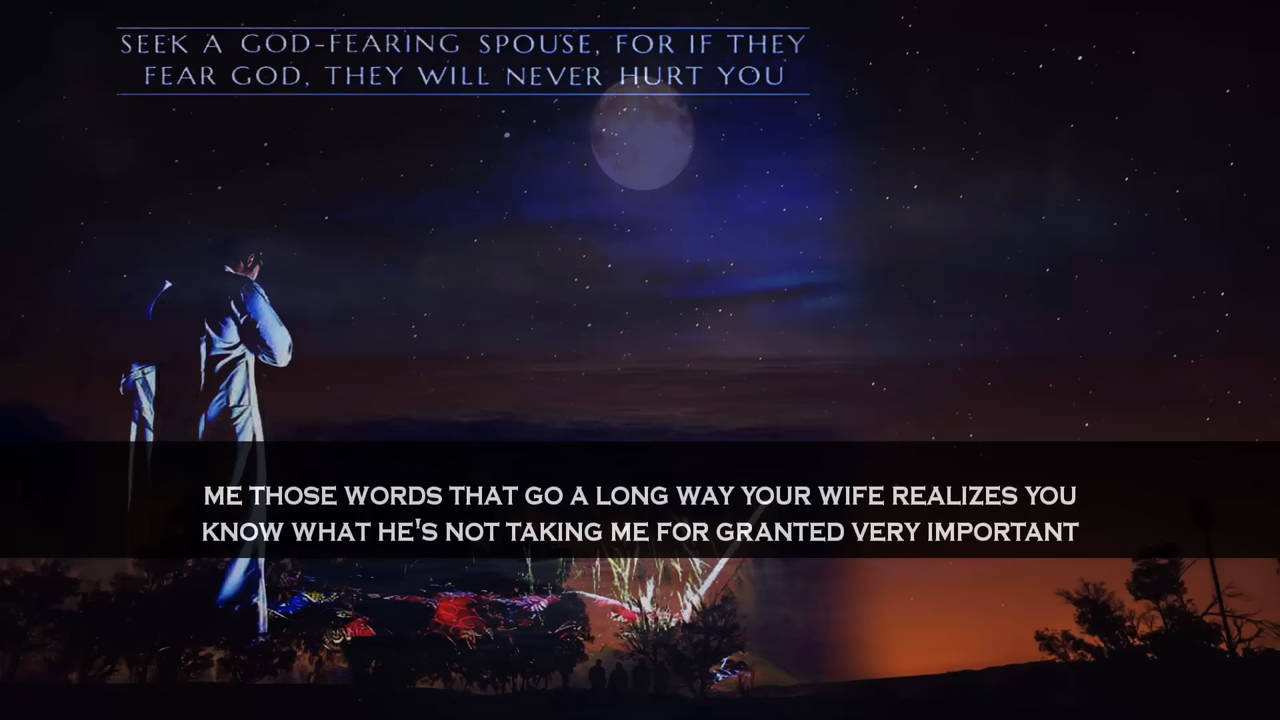 SEEK A GOD-FEARING SPOUSE, FOR IF THEY
FEAR GOD, THEY WILL NEVER HURT YOU
ME THOSE WORDS THAT GO A LONG WAY YOUR WIFE REALIZES YOU
KNOW WHAT HE'S NOT TAKING ME FOR GRANTED VERY IMPORTANT